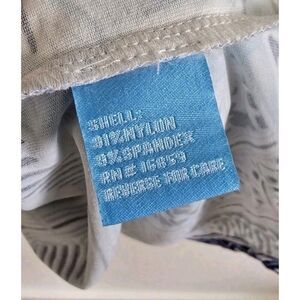 SHELL:
91%NYLON
9%SPANDEX
RN# 16859
REVERSE FOR CARE